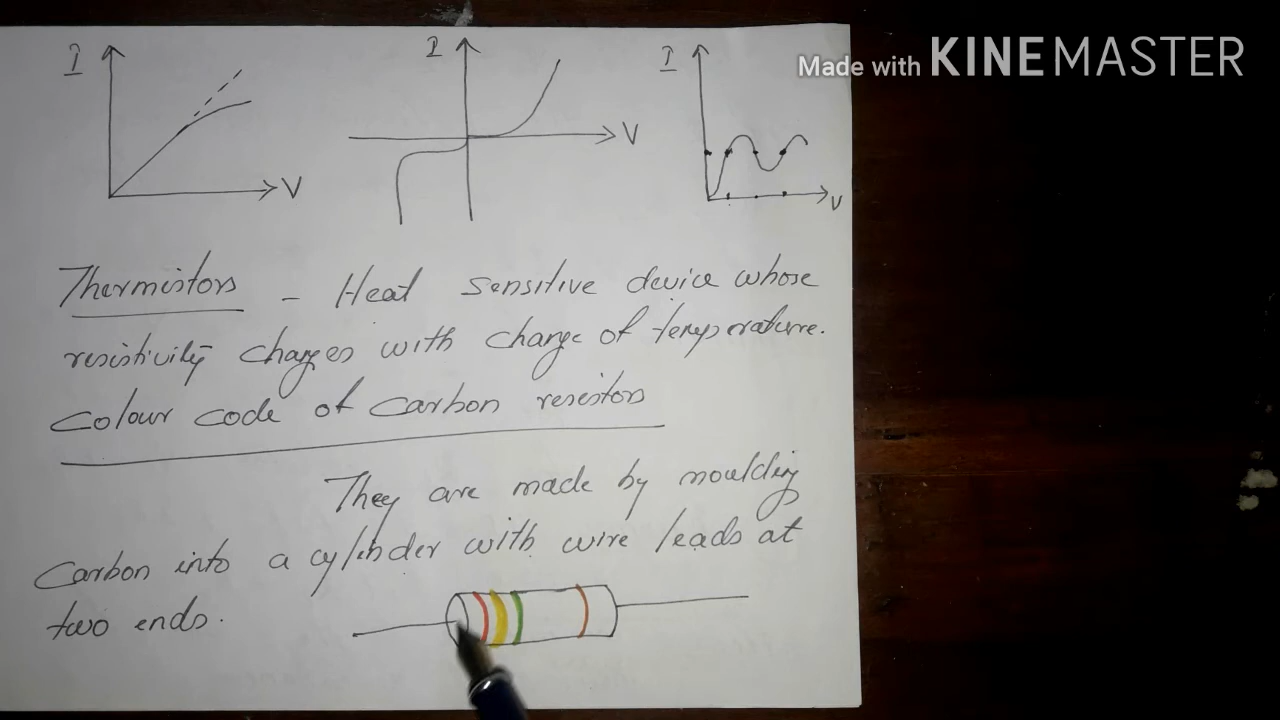 Made with KINEMASTER
I
V
I
V
I
V
Thermistors - Heat sensitive device whose
resistivity changes with change of temperature.
Colour code of Carbon resistors
They are made by moulding
Carbon into a cylinder with wire leads at
two ends.